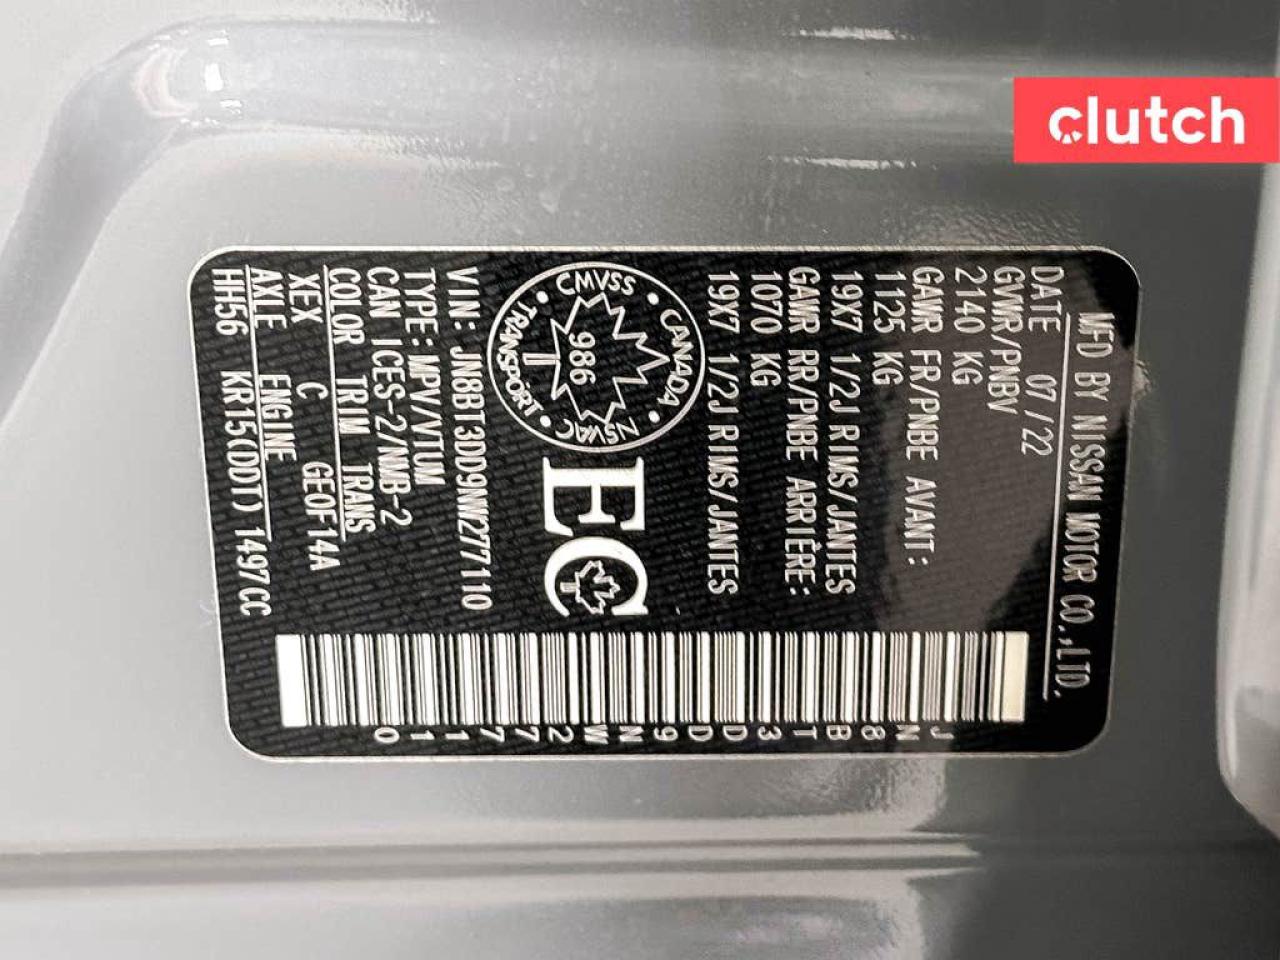 clutch
MFD BY NISSAN MOTOR CO.,LTD.
DATE 07/22
GVWR/PNBV
2140 KG
GAWR FR/PNBE AVANT:
1125 KG
19X7 1/2J RIMS/JANTES
GAWR RR/PNBE ARRIÈRE:
1070 KG
19X7 1/2J RIMS/JANTES
CMVSS • CANADA • NSVAC • TRANSPORT •
986
EC
VIN: JN8BT3DD9NW277110
TYPE:MPV/VTUM
CAN ICES-2/NMB-2
COLOR TRIM TRANS
XEX C GE0F14A
AXLE ENGINE
HH56 KR15(DDT) 1497CC
JN8BT3DD9NW277110